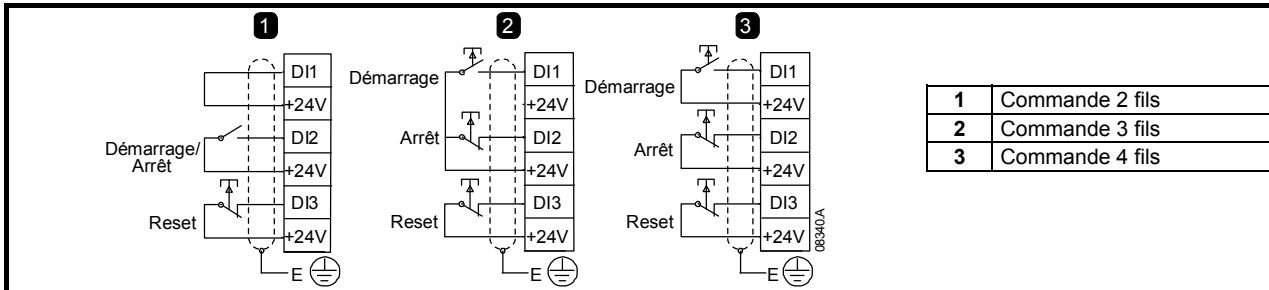 1
DI1
+24V
Démarrage/
Arrêt
DI2
+24V
Reset
DI3
+24V
E
2
Démarrage
DI1
+24V
Arrêt
DI2
+24V
Reset
DI3
+24V
E
3
Démarrage
DI1
+24V
Arrêt
DI2
+24V
Reset
DI3
+24V
E
08340.A
1 Commande 2 fils
2 Commande 3 fils
3 Commande 4 fils